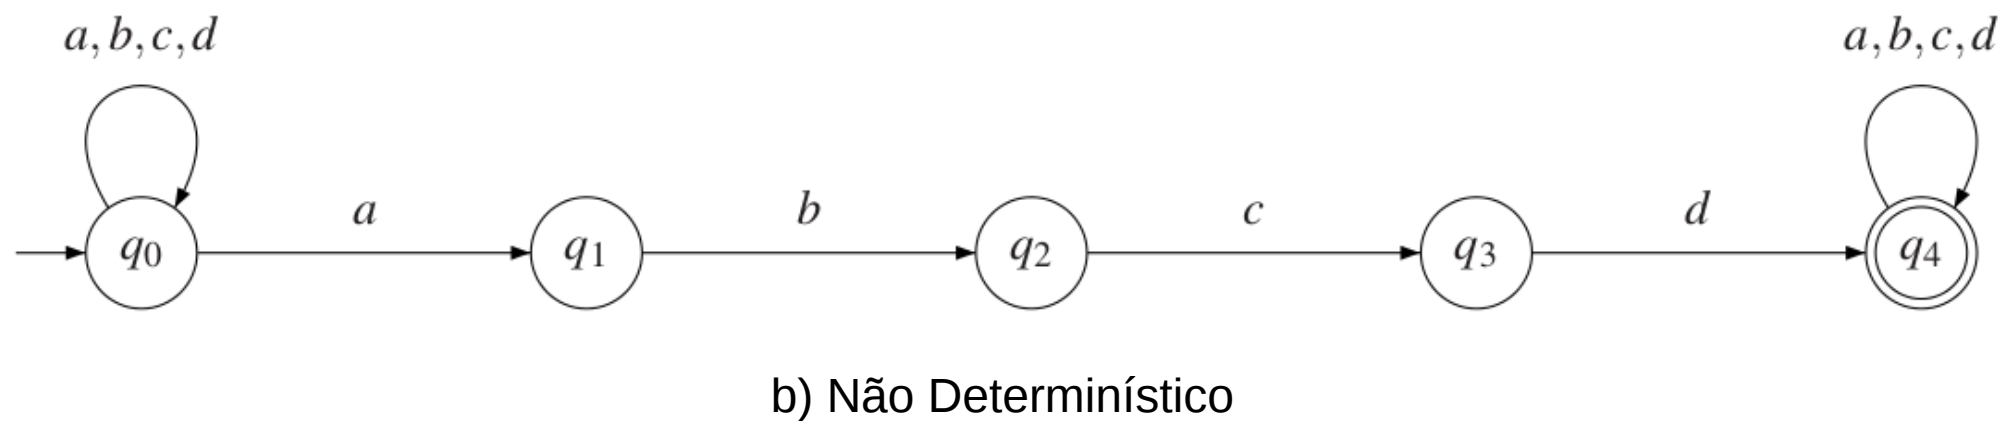 a,b,c,d a,b,c,d
a b c d
q0 q1 q2 q3 q4
b) Não Determinístico